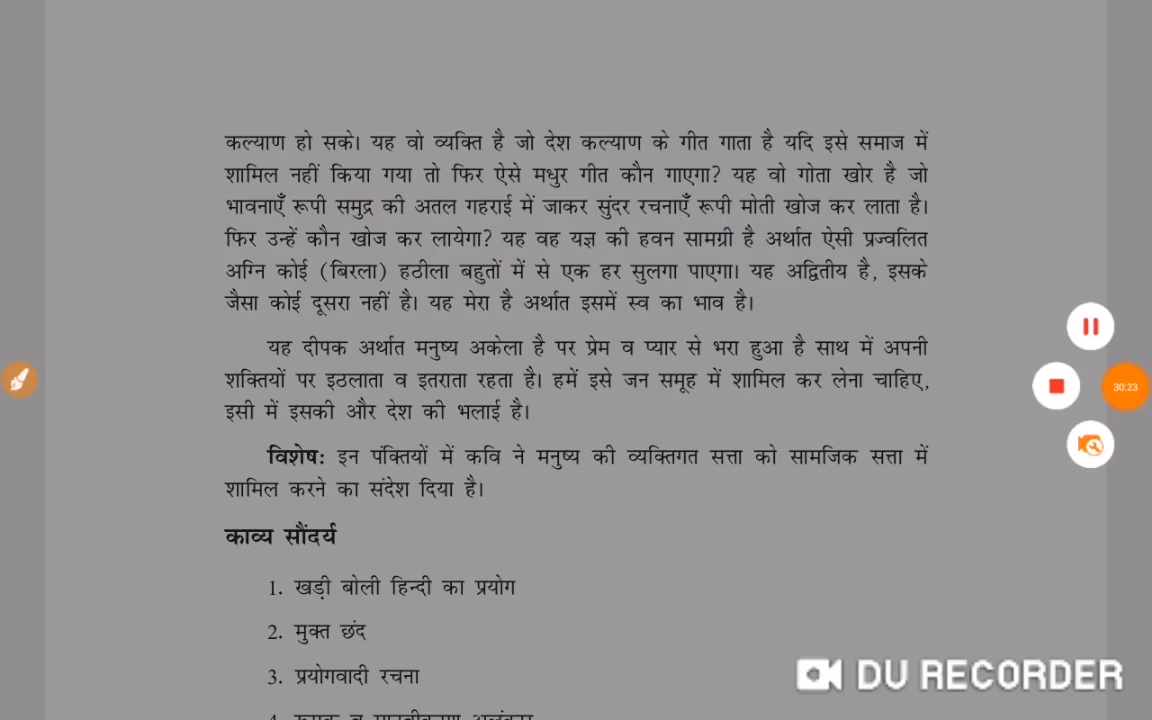 कल्याण हो सके। यह वो व्यक्ति है जो देश कल्याण के गीत गाता है यदि इसे समाज में
शामिल नहीं किया गया तो फिर ऐसे मधुर गीत कौन गाएगा? यह वो गोता खोर है जो
भावनाएँ रूपी समुद्र की अतल गहराई में जाकर सुंदर रचनाएँ रूपी मोती खोज कर लाता है।
फिर उन्हें कौन खोज कर लायेगा? यह वह यज्ञ की हवन सामग्री है अर्थात ऐसी प्रज्वलित
अग्नि कोई (बिरला) हठीला बहुतों में से एक हर सुलगा पाएगा। यह अद्वितीय है, इसके
जैसा कोई दूसरा नहीं है। यह मेरा है अर्थात इसमें स्व का भाव है।
यह दीपक अर्थात मनुष्य अकेला है पर प्रेम व प्यार से भरा हुआ है साथ में अपनी
शक्तियों पर इठलाता व इतराता रहता है। हमें इसे जन समूह में शामिल कर लेना चाहिए,
इसी में इसकी और देश की भलाई है।
विशेष: इन पंक्तियों में कवि ने मनुष्य की व्यक्तिगत सत्ता को सामजिक सत्ता में
शामिल करने का संदेश दिया है।
काव्य सौंदर्य
1. खड़ी बोली हिन्दी का प्रयोग
2. मुक्त छंद
3. प्रयोगवादी रचना
30:23
DU RECORDER